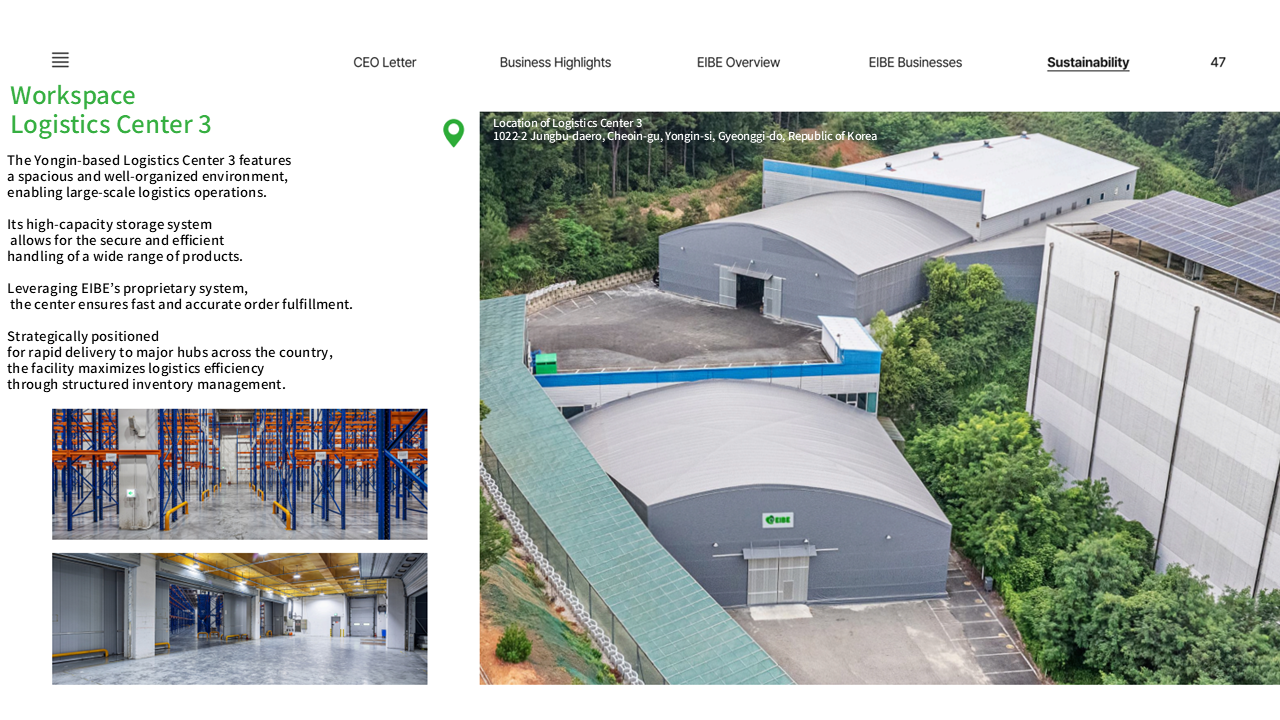 CEO Letter
Business Highlights
EIBE Overview
EIBE Businesses
Sustainability
47
Workspace
Logistics Center 3
The Yongin-based Logistics Center 3 features
a spacious and well-organized environment,
enabling large-scale logistics operations.
Its high-capacity storage system
allows for the secure and efficient
handling of a wide range of products.
Leveraging EIBE’s proprietary system,
the center ensures fast and accurate order fulfillment.
Strategically positioned
for rapid delivery to major hubs across the country,
the facility maximizes logistics efficiency
through structured inventory management.
Location of Logistics Center 3
1022-2 Jungbu-daero, Cheoin-gu, Yongin-si, Gyeonggi-do, Republic of Korea
EIBE